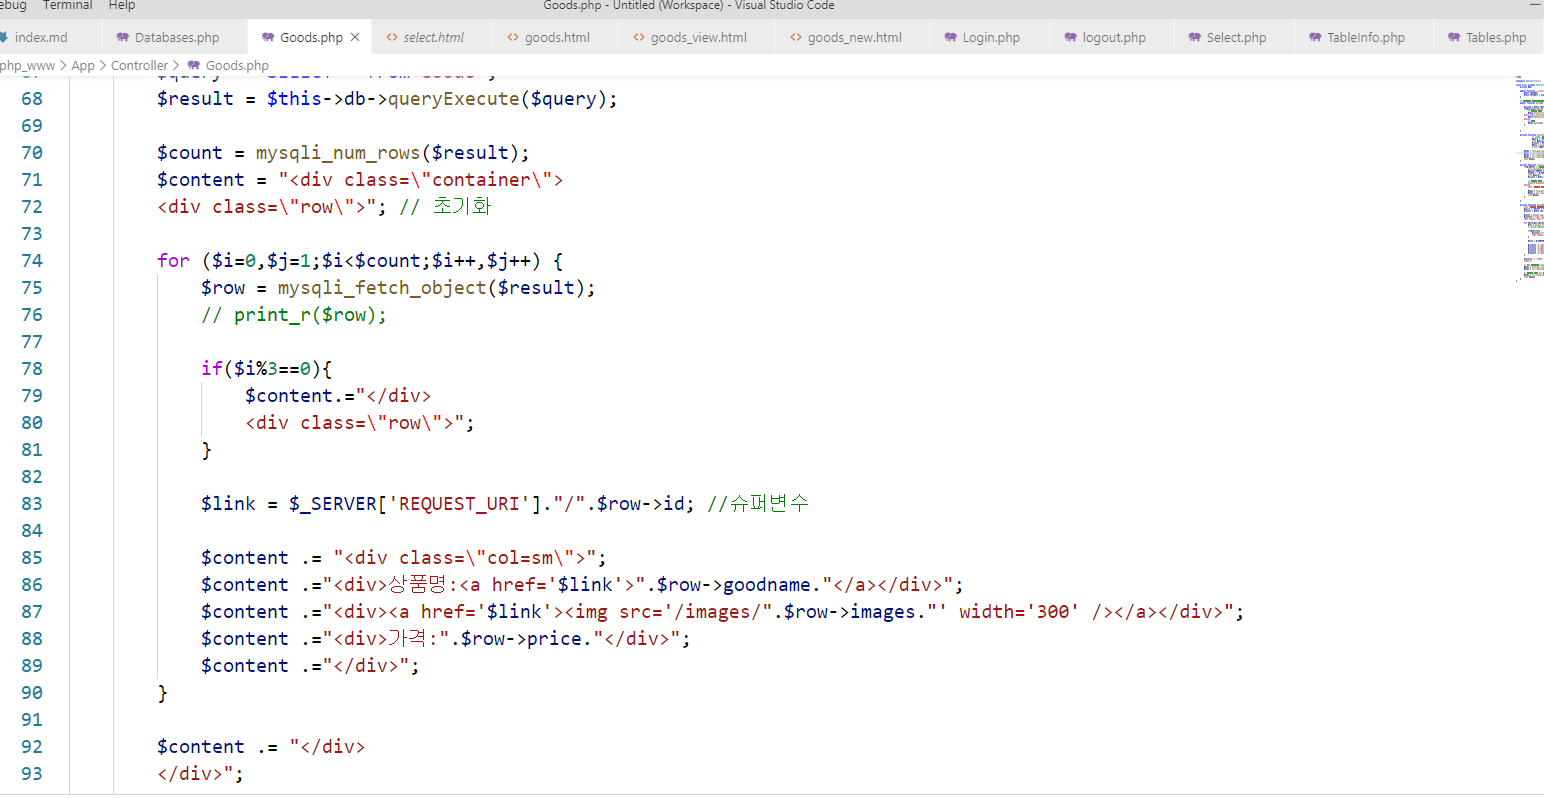 ebug Terminal Help Goods.php - Untitled (Workspace) - Visual Studio Code
index.md Databases.php Goods.php select.html goods.html goods_view.html goods_new.html Login.php logout.php Select.php TableInfo.php Tables.php
php_www > App > Controller > Goods.php
68 $result = $this->db->queryExecute($query);
69
70 $count = mysqli_num_rows($result);
71 $content = "<div class=\"container\">
72 <div class=\"row\">"; // 초기화
73
74 for ($i=0,$j=1;$i<$count;$i++,$j++) {
75 $row = mysqli_fetch_object($result);
76 // print_r($row);
77
78 if($i%3==0){
79 $content.="</div>
80 <div class=\"row\">";
81 }
82
83 $link = $_SERVER['REQUEST_URI']."/".$row->id; //슈퍼변수
84
85 $content .= "<div class=\"col=sm\">";
86 $content .="<div>상품명:<a href='$link'>".$row->goodname."</a></div>";
87 $content .="<div><a href='$link'><img src='/images/".$row->images."' width='300' /></a></div>";
88 $content .="<div>가격:".$row->price."</div>";
89 $content .="</div>";
90 }
91
92 $content .= "</div>
93 </div>";